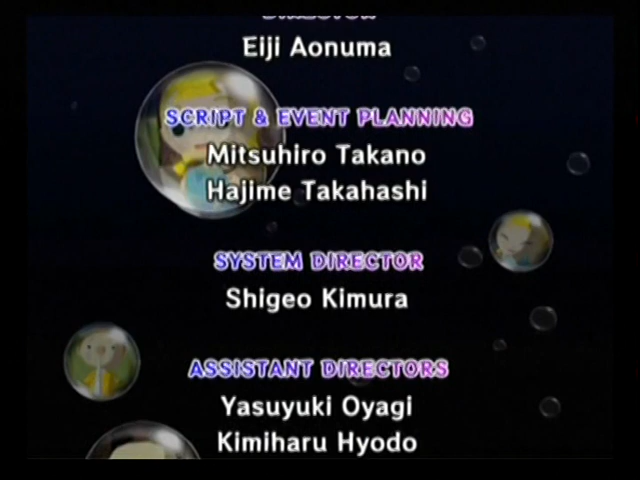 DIRECTOR
Eiji Aonuma
SCRIPT & EVENT PLANNING
Mitsuhiro Takano
Hajime Takahashi
SYSTEM DIRECTOR
Shigeo Kimura
ASSISTANT DIRECTORS
Yasuyuki Oyagi
Kimiharu Hyodo